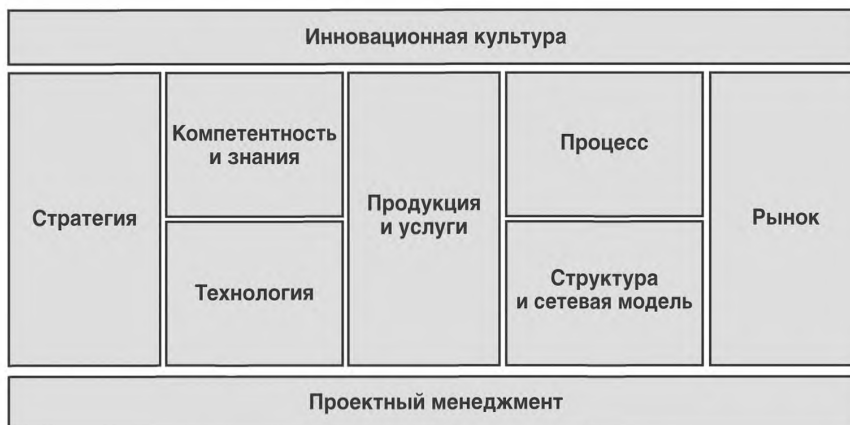 Инновационная культура
Стратегия
Компетентность
и знания
Технология
Продукция
и услуги
Процесс
Структура
и сетевая модель
Рынок
Проектный менеджмент